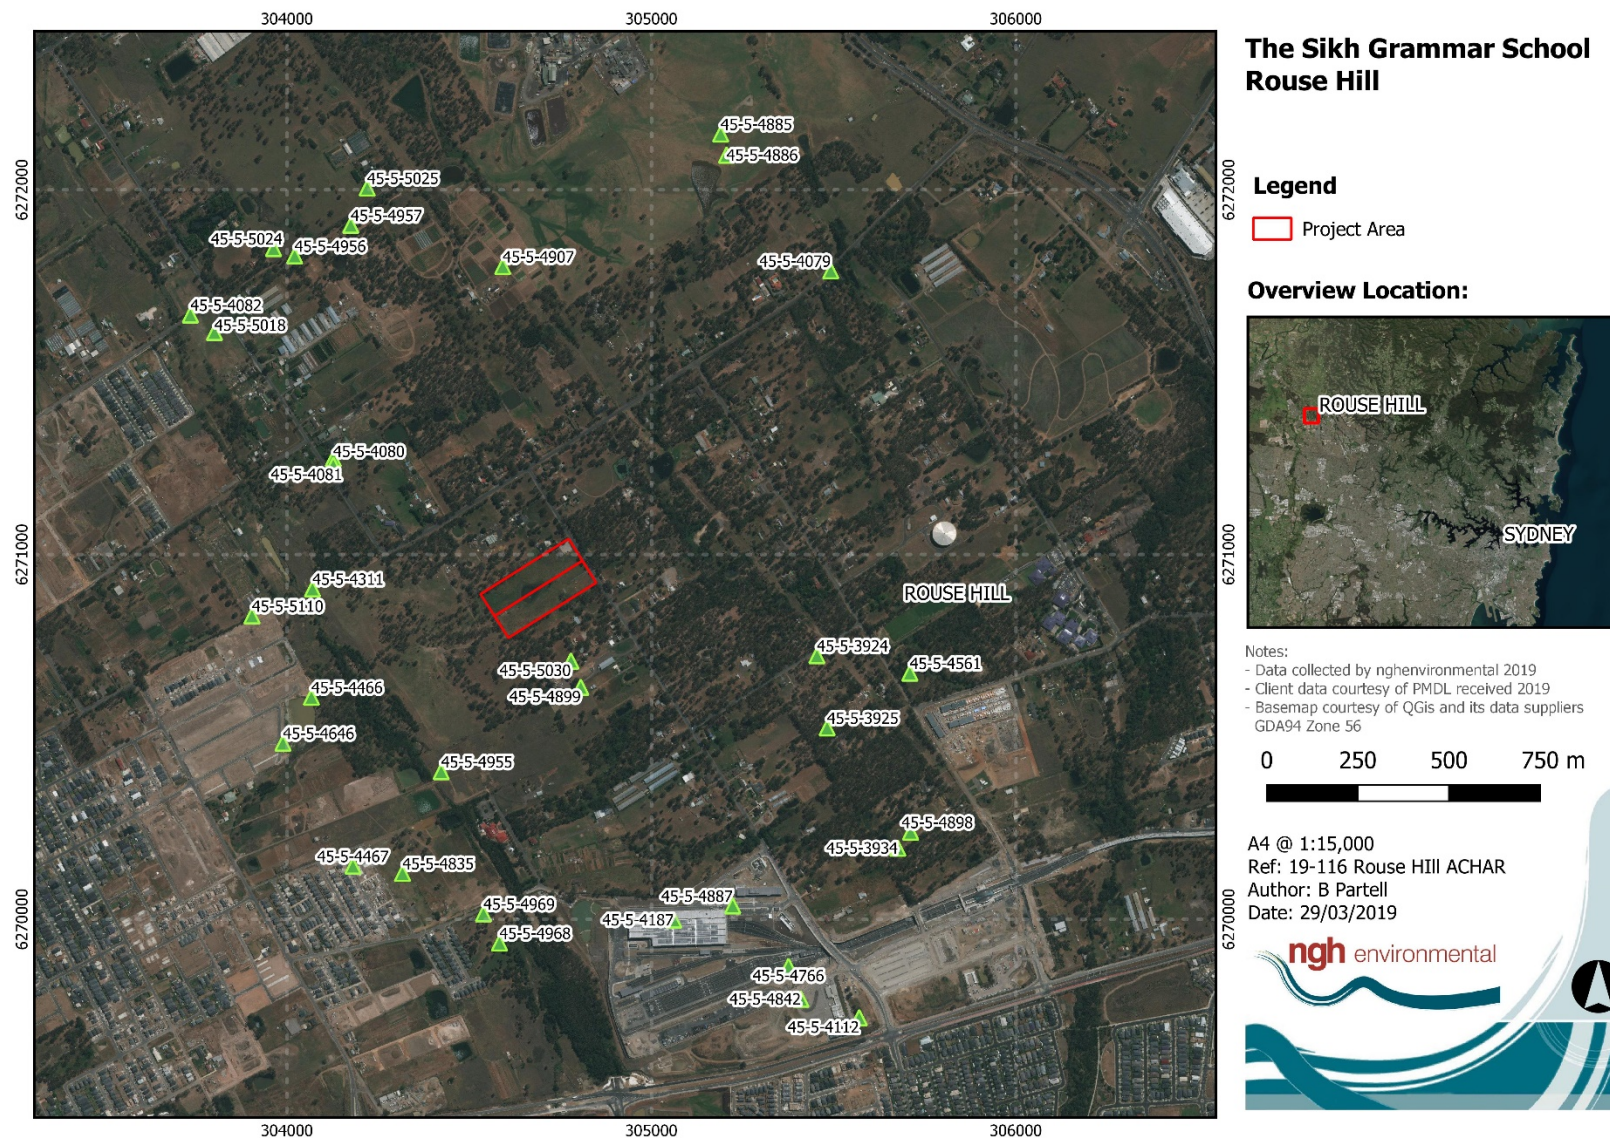 304000
305000
306000
6272000
6271000
6270000
6272000
6271000
6270000
304000
305000
306000
45-5-4885
45-5-4886
45-5-5025
45-5-4957
45-5-5024
45-5-4956
45-5-4907
45-5-4079
45-5-4082
45-5-5018
45-5-4080
45-5-4081
45-5-4311
45-5-5110
ROUSE HILL
45-5-3924
45-5-4561
45-5-5030
45-5-4899
45-5-4466
45-5-3925
45-5-4646
45-5-4955
45-5-4898
45-5-3934
45-5-4467
45-5-4835
45-5-4887
45-5-4187
45-5-4969
45-5-4968
45-5-4766
45-5-4842
45-5-4112
The Sikh Grammar School
Rouse Hill
Legend
Project Area
Overview Location:
ROUSE HILL
SYDNEY
Notes:
- Data collected by nghenvironmental 2019
- Client data courtesy of PMDL received 2019
- Basemap courtesy of QGis and its data suppliers
GDA94 Zone 56
0 250 500 750 m
A4 @ 1:15,000
Ref: 19-116 Rouse HIll ACHAR
Author: B Partell
Date: 29/03/2019
ngh environmental